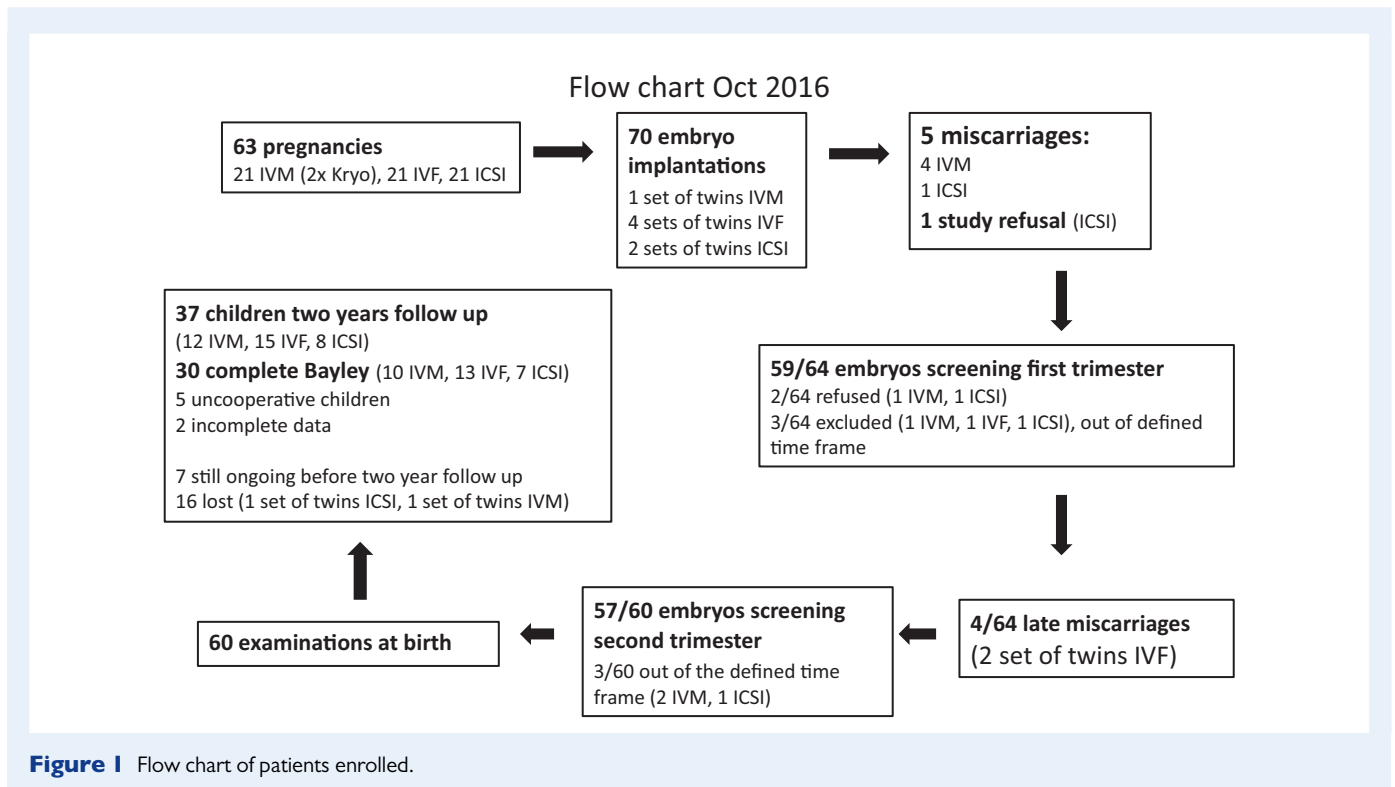 Flow chart Oct 2016
63 pregnancies
21 IVM (2x Kryo), 21 IVF, 21 ICSI
70 embryo
implantations
1 set of twins IVM
4 sets of twins IVF
2 sets of twins ICSI
5 miscarriages:
4 IVM
1 ICSI
1 study refusal (ICSI)
59/64 embryos screening first trimester
2/64 refused (1 IVM, 1 ICSI)
3/64 excluded (1 IVM, 1 IVF, 1 ICSI), out of defined
time frame
4/64 late miscarriages
(2 set of twins IVF)
57/60 embryos screening
second trimester
3/60 out of the defined time
frame (2 IVM, 1 ICSI)
60 examinations at birth
37 children two years follow up
(12 IVM, 15 IVF, 8 ICSI)
30 complete Bayley (10 IVM, 13 IVF, 7 ICSI)
5 uncooperative children
2 incomplete data
7 still ongoing before two year follow up
16 lost (1 set of twins ICSI, 1 set of twins IVM)
Figure 1 Flow chart of patients enrolled.